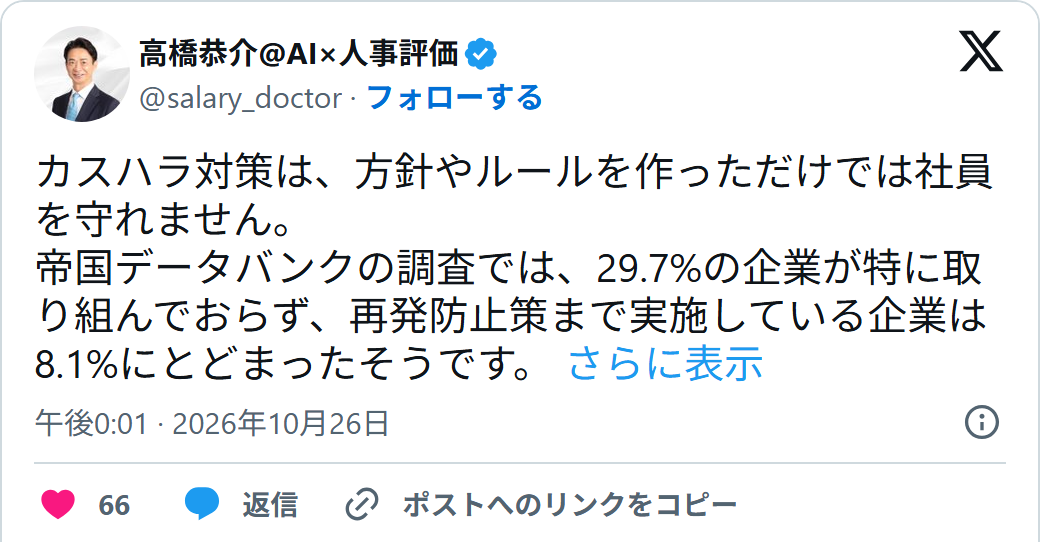 高橋恭介@AI×人事評価
@salary_doctor · フォローする
カスハラ対策は、方針やルールを作っただけでは社員
を守れません。
帝国データバンクの調査では、29.7%の企業が特に取
り組んでおらず、再発防止策まで実施している企業は
8.1%にとどまったそうです。 さらに表示
午後0:01 · 2026年10月26日
66 返信 ポストへのリンクをコピー